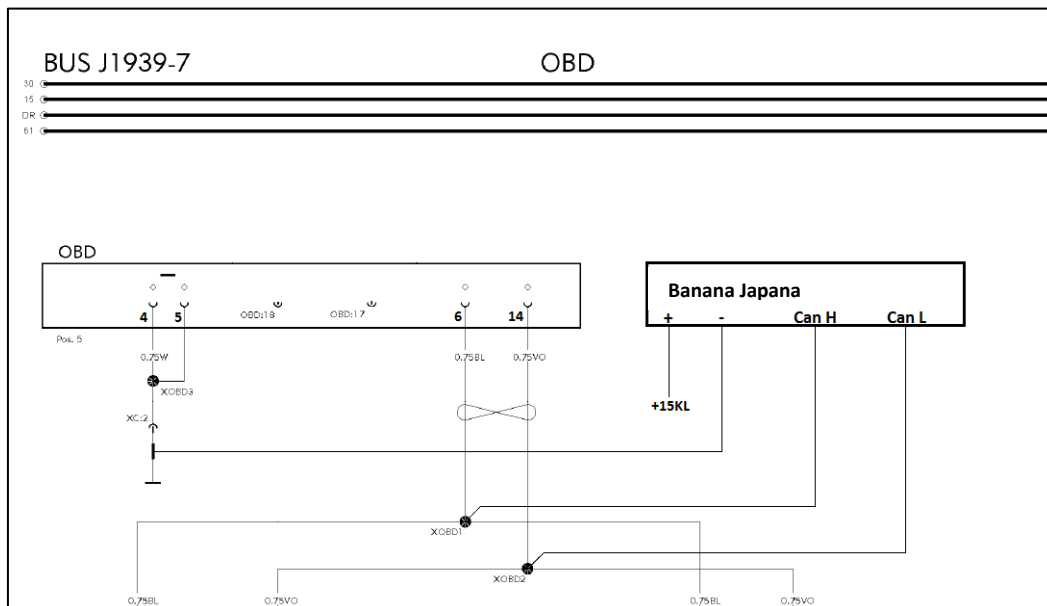 BUS J1939-7 OBD
30
15
DR
61
OBD
4 5 OBD:18 OBD:17 6 14
Pos. 5
Banana Japana
+ - Can H Can L
0.75W 0.75BL 0.75VO
XOBD3
+15KL
XC:2
XOBD1
XOBD2
0.75BL 0.75VO 0.75BL 0.75VO